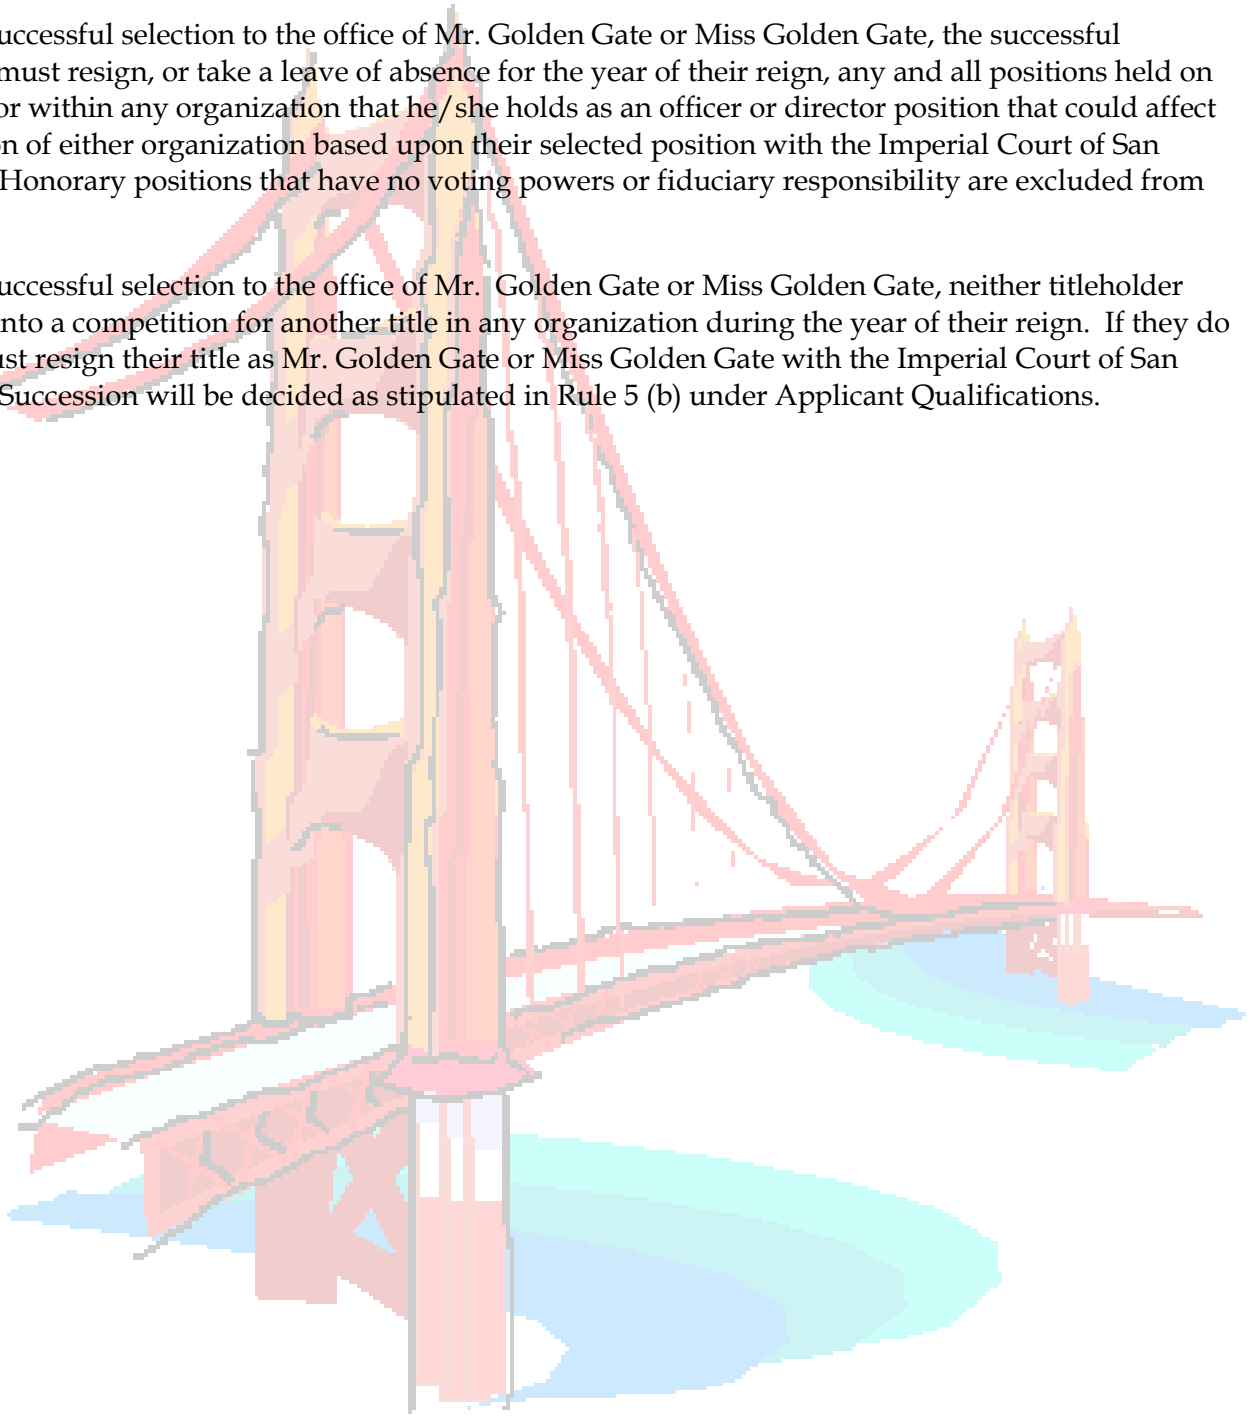 uccessful selection to the office of Mr. Golden Gate or Miss Golden Gate, the successful
must resign, or take a leave of absence for the year of their reign, any and all positions held on
or within any organization that he/she holds as an officer or director position that could affect
n of either organization based upon their selected position with the Imperial Court of San
Honorary positions that have no voting powers or fiduciary responsibility are excluded from
uccessful selection to the office of Mr. Golden Gate or Miss Golden Gate, neither titleholder
nto a competition for another title in any organization during the year of their reign. If they do
ust resign their title as Mr. Golden Gate or Miss Golden Gate with the Imperial Court of San
Succession will be decided as stipulated in Rule 5 (b) under Applicant Qualifications.